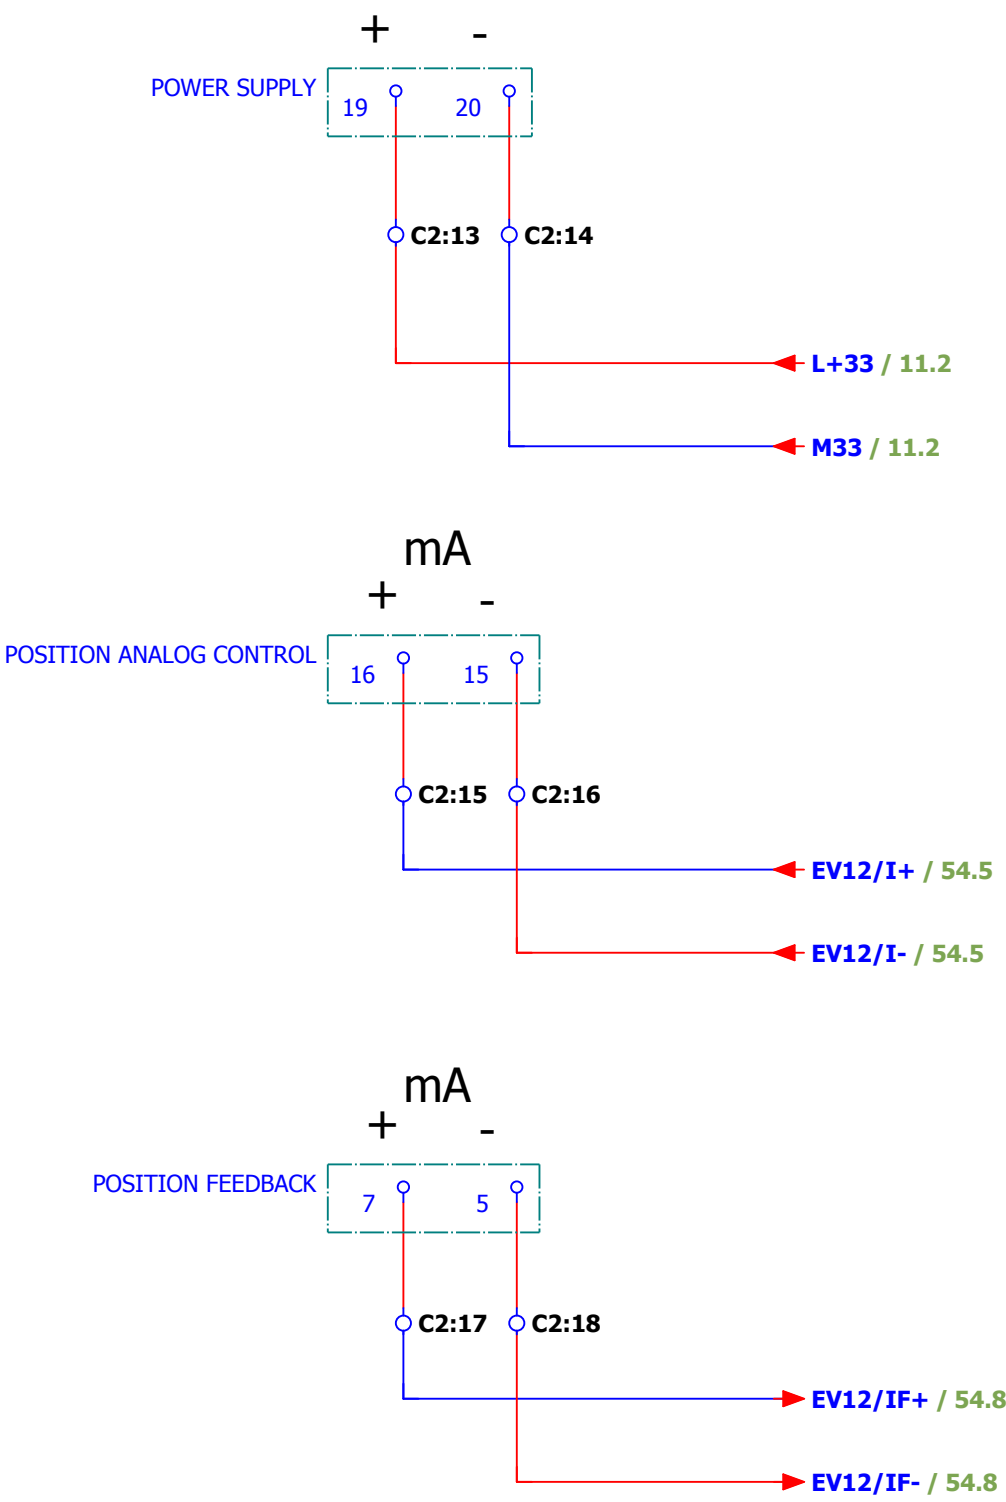 + -
POWER SUPPLY
19 20
C2:13 C2:14
L+33 / 11.2
M33 / 11.2
mA
+ -
POSITION ANALOG CONTROL
16 15
C2:15 C2:16
EV12/I+ / 54.5
EV12/I- / 54.5
mA
+ -
POSITION FEEDBACK
7 5
C2:17 C2:18
EV12/IF+ / 54.8
EV12/IF- / 54.8